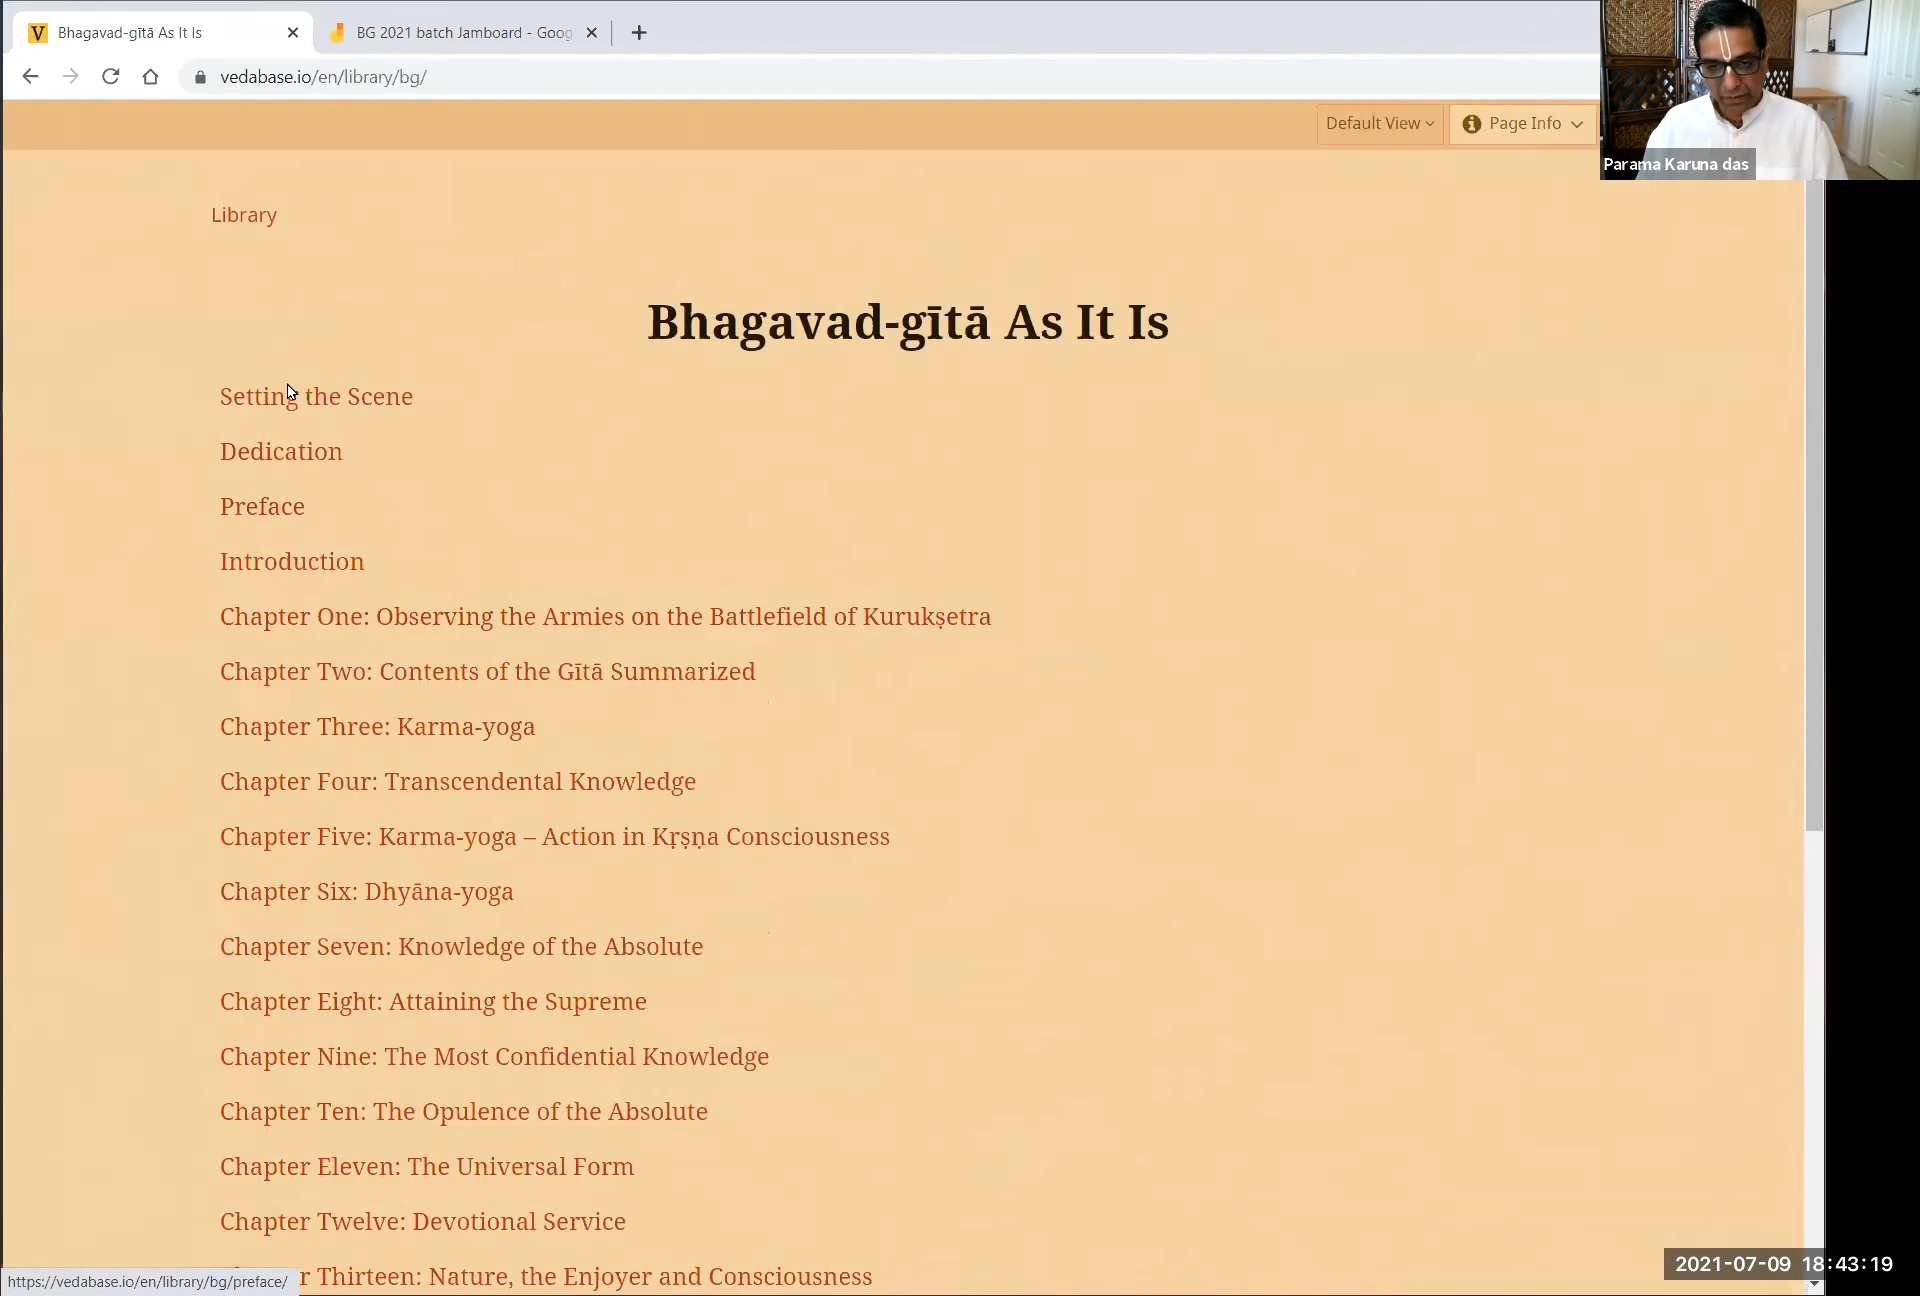 Bhagavad-gītā As It Is
BG 2021 batch Jamboard - Goog
vedabase.io/en/library/bg/
Default View
Page Info
Parama Karuna das
Library
Bhagavad-gītā As It Is
Setting the Scene
Dedication
Preface
Introduction
Chapter One: Observing the Armies on the Battlefield of Kurukṣetra
Chapter Two: Contents of the Gītā Summarized
Chapter Three: Karma-yoga
Chapter Four: Transcendental Knowledge
Chapter Five: Karma-yoga – Action in Kṛṣṇa Consciousness
Chapter Six: Dhyāna-yoga
Chapter Seven: Knowledge of the Absolute
Chapter Eight: Attaining the Supreme
Chapter Nine: The Most Confidential Knowledge
Chapter Ten: The Opulence of the Absolute
Chapter Eleven: The Universal Form
Chapter Twelve: Devotional Service
r Thirteen: Nature, the Enjoyer and Consciousness
https://vedabase.io/en/library/bg/preface/
2021-07-09 18:43:19